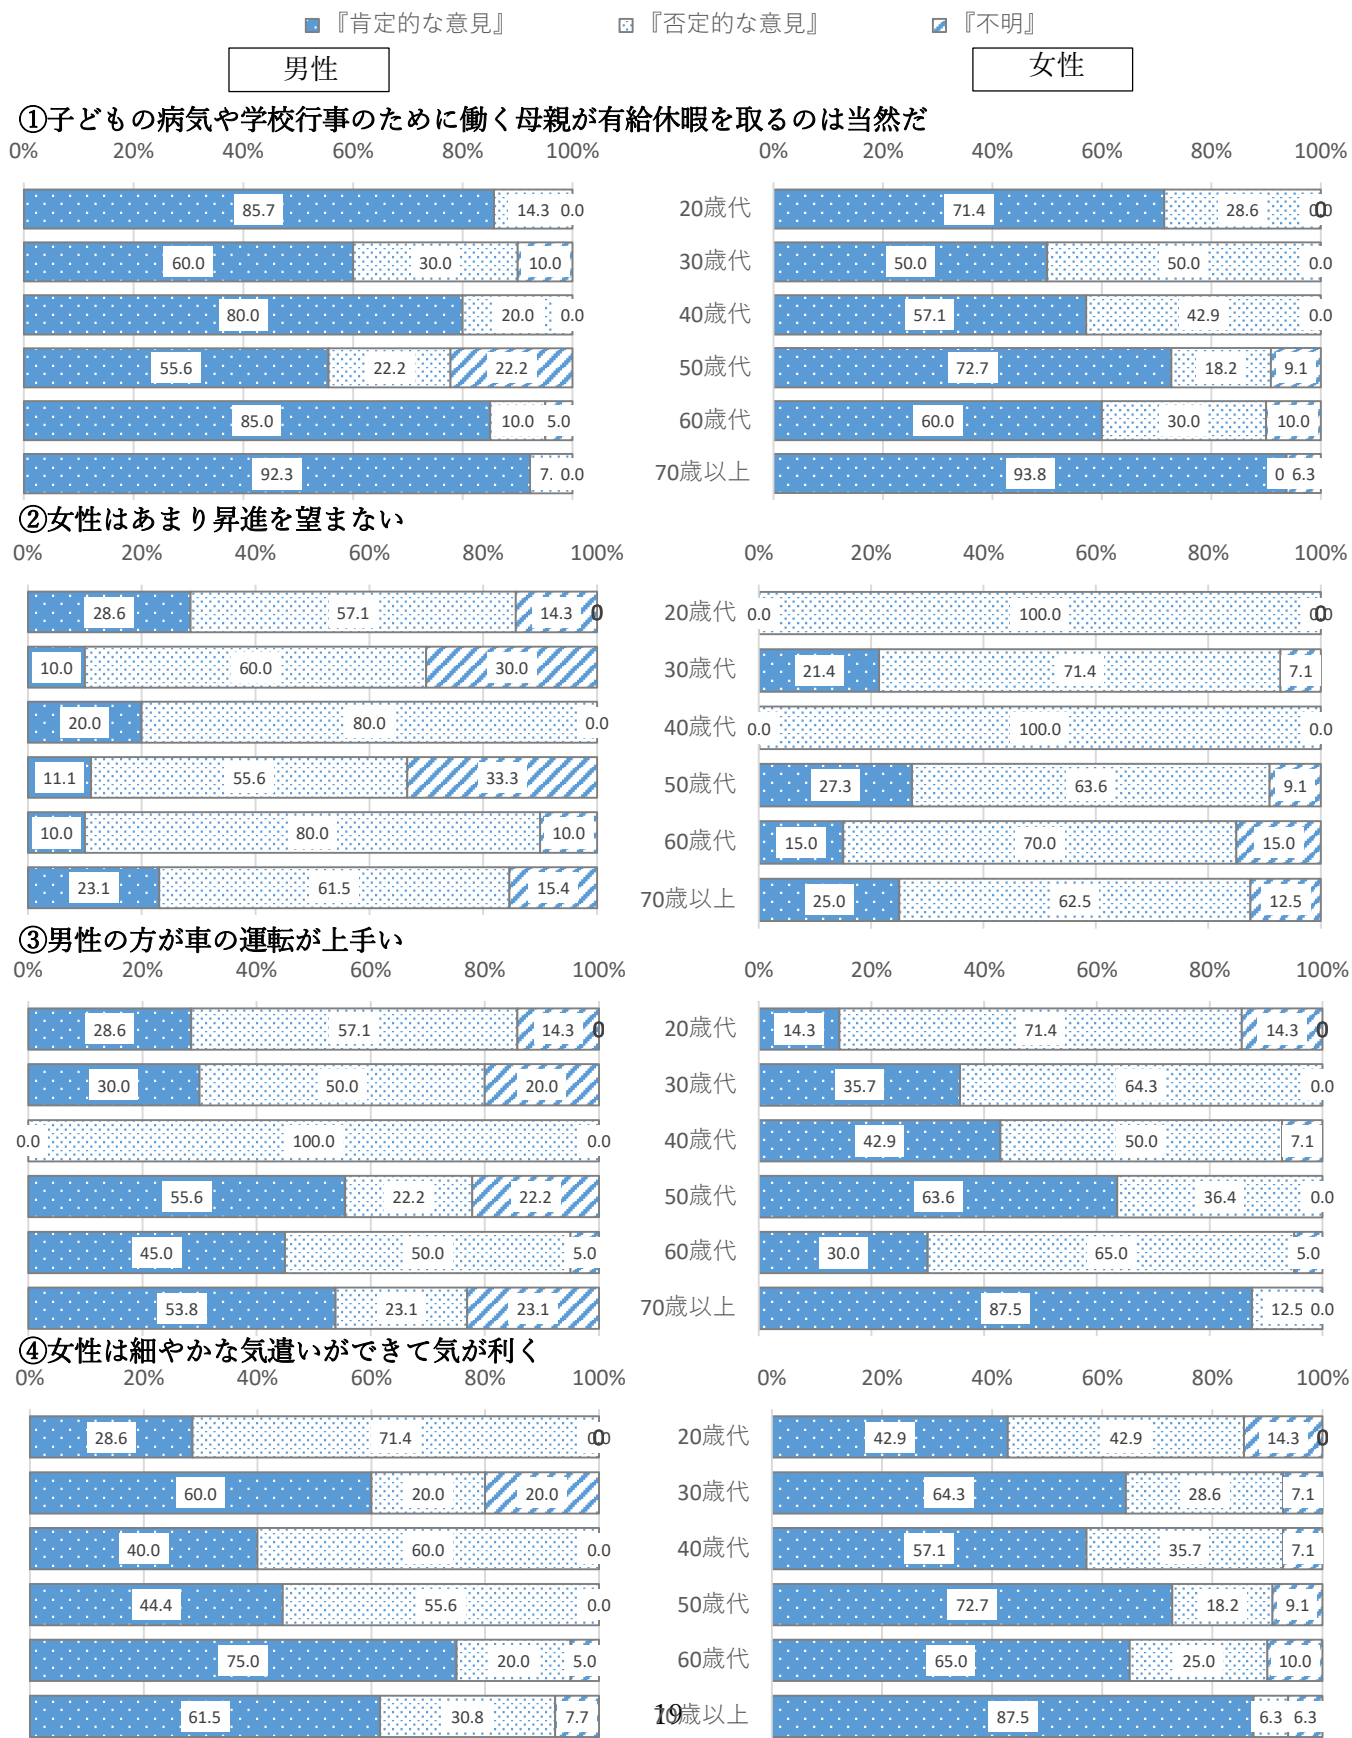 『肯定的な意見』 『否定的な意見』 『不明』
男性 女性
①子どもの病気や学校行事のために働く母親が有給休暇を取るのは当然だ
0% 20% 40% 60% 80% 100% 0% 20% 40% 60% 80% 100%
85.7 14.3 0.0 20歳代 71.4 28.6 0.0 0
60.0 30.0 10.0 30歳代 50.0 50.0 0.0
80.0 20.0 0.0 40歳代 57.1 42.9 0.0
55.6 22.2 22.2 50歳代 72.7 18.2 9.1
85.0 10.0 5.0 60歳代 60.0 30.0 10.0
92.3 7. 0.0 70歳以上 93.8 0 6.3
②女性はあまり昇進を望まない
0% 20% 40% 60% 80% 100% 0% 20% 40% 60% 80% 100%
28.6 57.1 14.3 0 20歳代 0.0 100.0 0.0 0
10.0 60.0 30.0 30歳代 21.4 71.4 7.1
20.0 80.0 0.0 40歳代 0.0 100.0 0.0
11.1 55.6 33.3 50歳代 27.3 63.6 9.1
10.0 80.0 10.0 60歳代 15.0 70.0 15.0
23.1 61.5 15.4 70歳以上 25.0 62.5 12.5
③男性の方が車の運転が上手い
0% 20% 40% 60% 80% 100% 0% 20% 40% 60% 80% 100%
28.6 57.1 14.3 0 20歳代 14.3 71.4 14.3 0
30.0 50.0 20.0 30歳代 35.7 64.3 0.0
0.0 100.0 0.0 40歳代 42.9 50.0 7.1
55.6 22.2 22.2 50歳代 63.6 36.4 0.0
45.0 50.0 5.0 60歳代 30.0 65.0 5.0
53.8 23.1 23.1 70歳以上 87.5 12.5 0.0
④女性は細やかな気遣いができて気が利く
0% 20% 40% 60% 80% 100% 0% 20% 40% 60% 80% 100%
28.6 71.4 0.0 0 20歳代 42.9 42.9 14.3 0
60.0 20.0 20.0 30歳代 64.3 28.6 7.1
40.0 60.0 0.0 40歳代 57.1 35.7 7.1
44.4 55.6 0.0 50歳代 72.7 18.2 9.1
75.0 20.0 5.0 60歳代 65.0 25.0 10.0
61.5 30.8 7.7 70歳以上 87.5 6.3 6.3
19